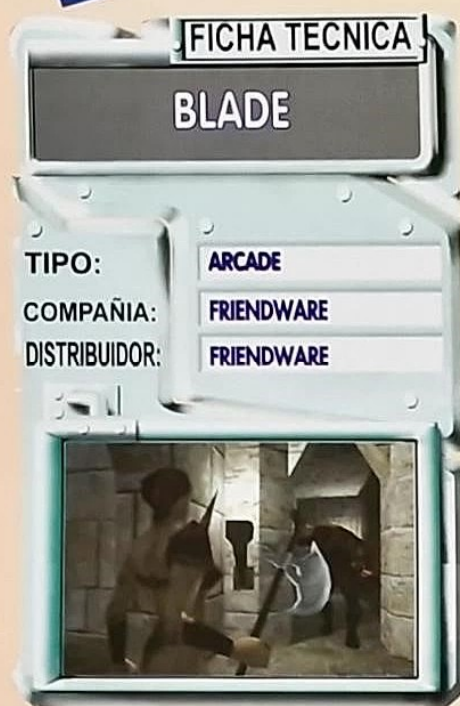 FICHA TECNICA
BLADE
TIPO: ARCADE
COMPAÑIA: FRIENDWARE
DISTRIBUIDOR: FRIENDWARE